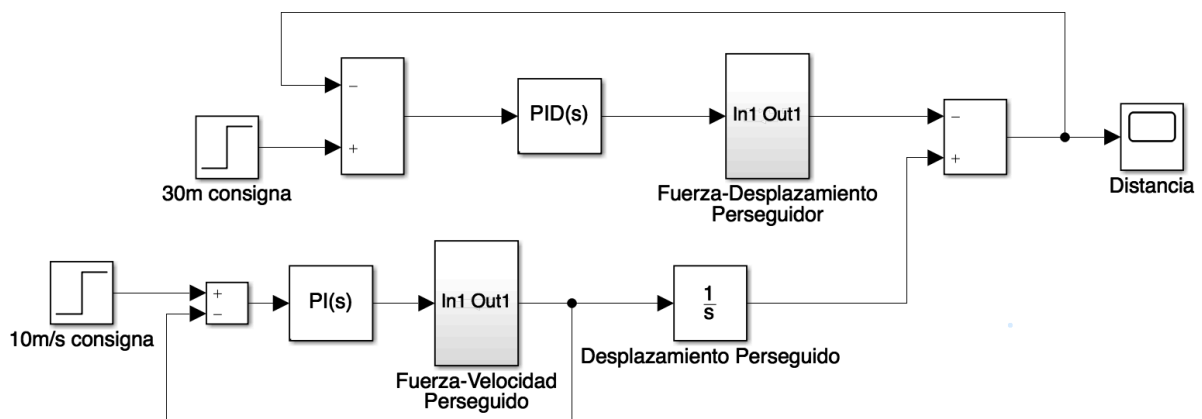 −
+
30m consigna
PID(s)
In1 Out1
Fuerza-Desplazamiento
Perseguidor
−
+
Distancia
+
−
10m/s consigna
PI(s)
In1 Out1
Fuerza-Velocidad
Perseguido
1
s
Desplazamiento Perseguido